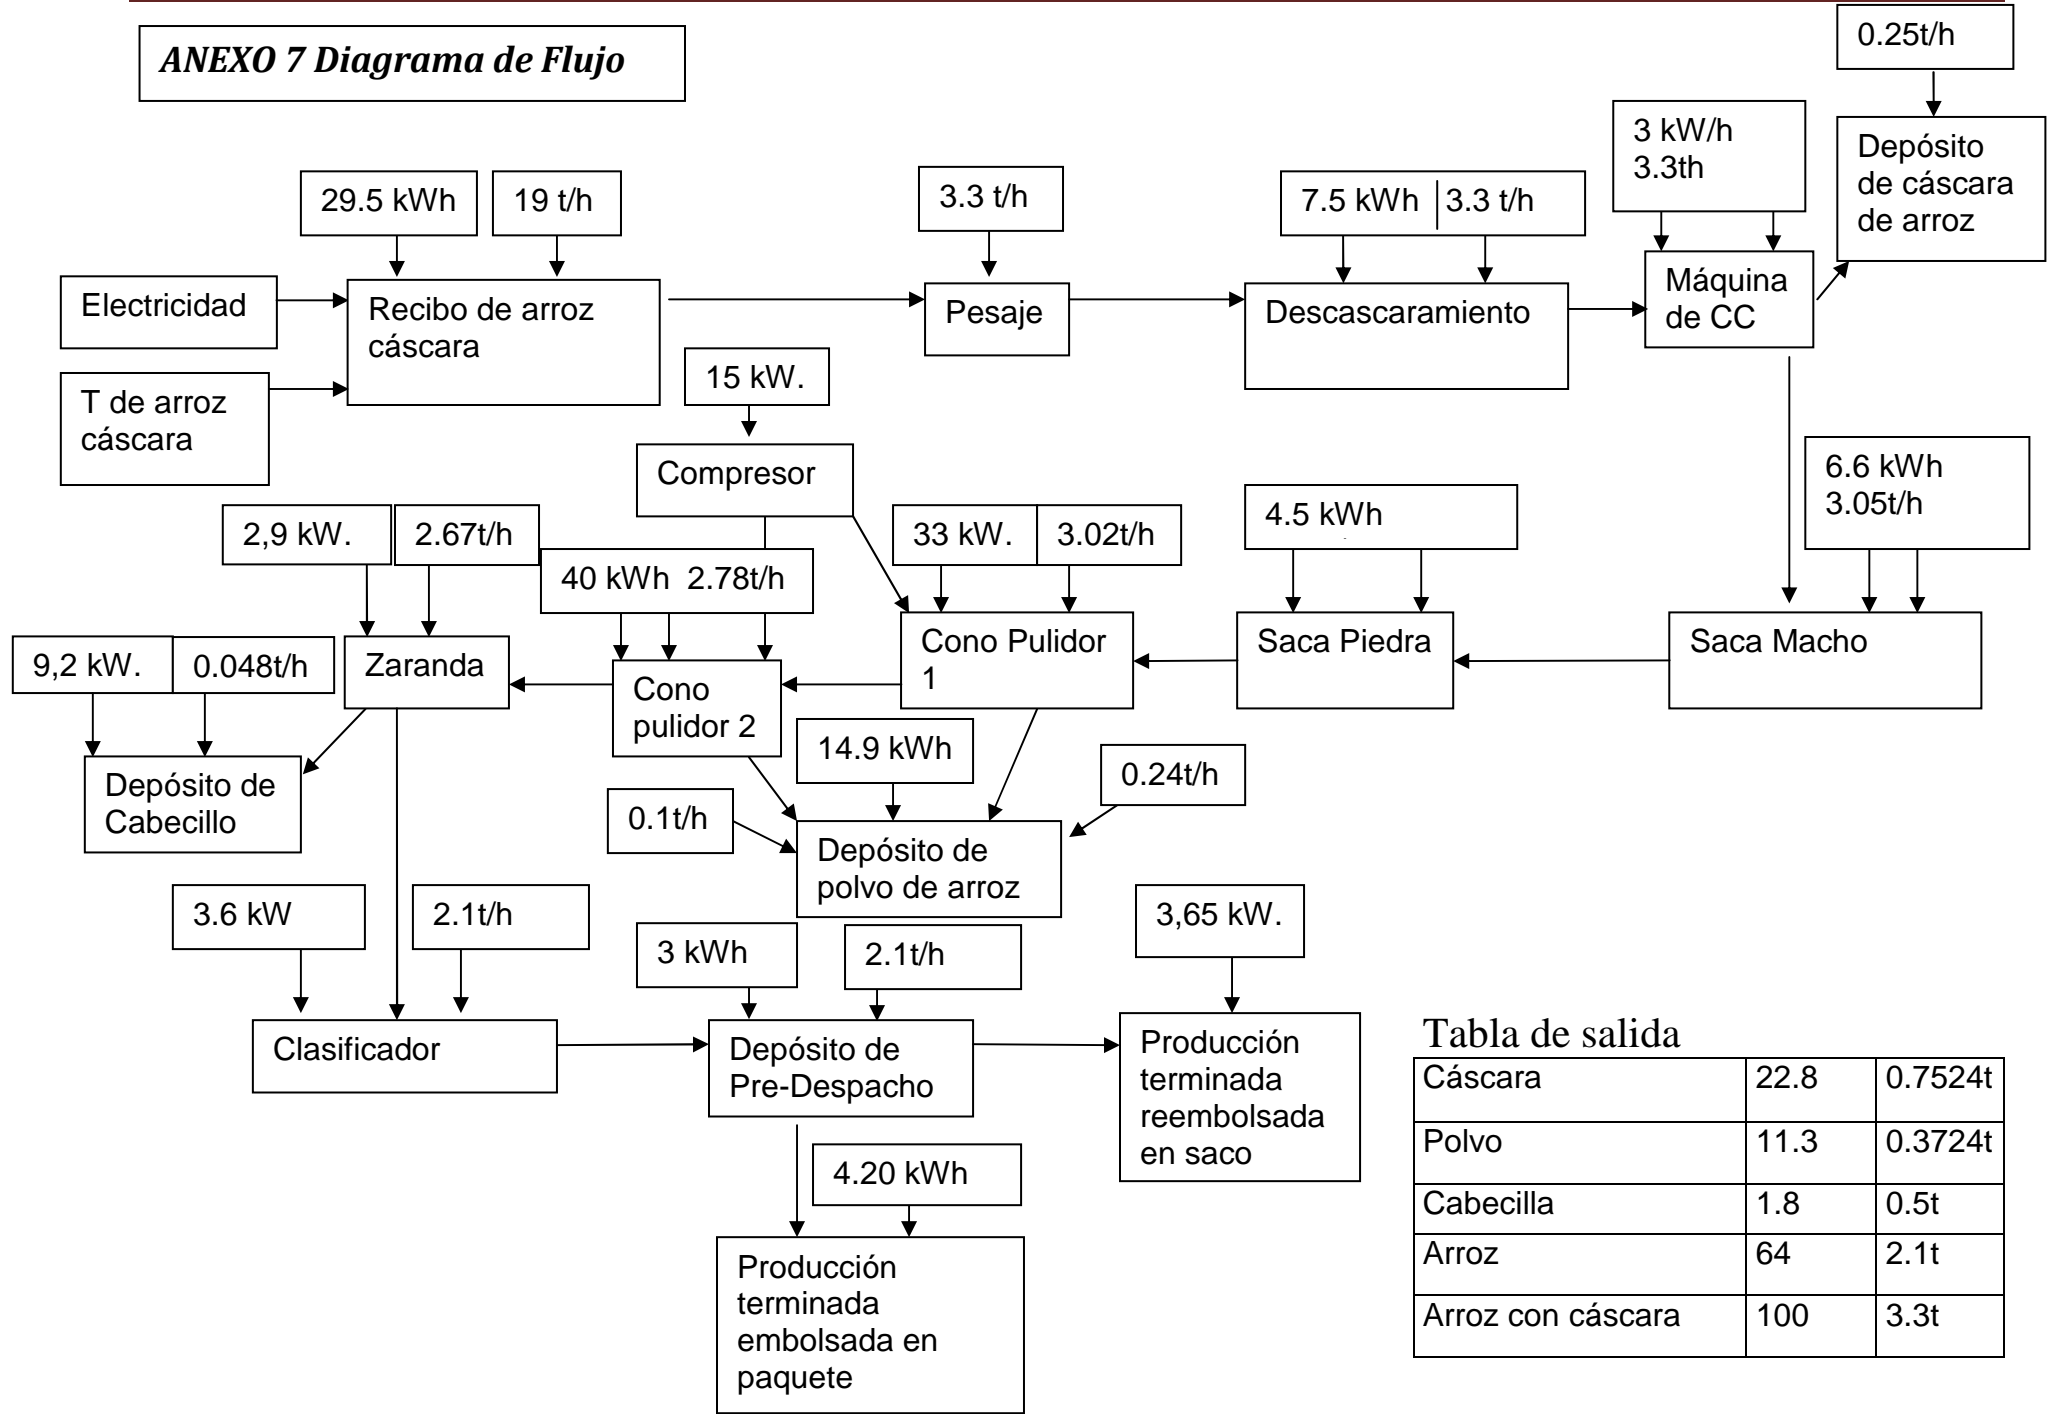 ANEXO 7 Diagrama de Flujo
0.25t/h
3 kW/h
3.3th
Depósito
de cáscara
de arroz
29.5 kWh
19 t/h
3.3 t/h
7.5 kWh
3.3 t/h
Electricidad
Recibo de arroz
cáscara
Pesaje
Descascaramiento
Máquina
de CC
T de arroz
cáscara
15 kW.
Compresor
6.6 kWh
3.05t/h
2,9 kW.
2.67t/h
40 kWh 2.78t/h
33 kW.
3.02t/h
4.5 kWh
9,2 kW.
0.048t/h
Zaranda
Cono
pulidor 2
Cono Pulidor
1
Saca Piedra
Saca Macho
14.9 kWh
0.24t/h
Depósito de
Cabecillo
0.1t/h
Depósito de
polvo de arroz
3.6 kW
2.1t/h
3 kWh
2.1t/h
3,65 kW.
Clasificador
Depósito de
Pre-Despacho
Producción
terminada
reembolsada
en saco
4.20 kWh
Producción
terminada
embolsada en
paquete
Tabla de salida
Cáscara 22.8 0.7524t
Polvo 11.3 0.3724t
Cabecilla 1.8 0.5t
Arroz 64 2.1t
Arroz con cáscara 100 3.3t